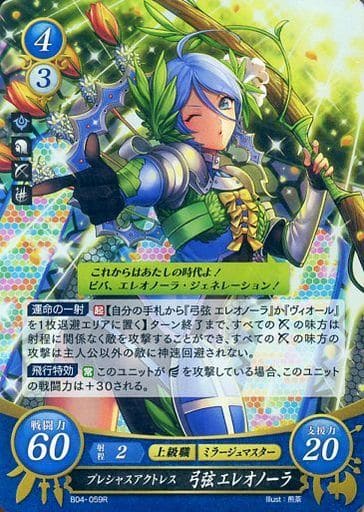 4
3
これからはあたしの時代よ！
ビバ、エレオノーラ・ジェネレーション！
運命の一射 起 【自分の手札から『弓弦 エレオノーラ』か『ヴィオール』
を1枚退避エリアに置く】ターン終了まで、すべての の味方は
射程に関係なく敵を攻撃することができ、すべての の味方の
攻撃は主人公以外の敵に神速回避されない。
飛行特効 常 このユニットが を攻撃している場合、このユニット
の戦闘力は＋30される。
戦闘力
60
射程 2
上級職
ミラージュマスター
支援力
20
プレシャスアクトレス 弓弦 エレオノーラ
B04-059R
Illust：煎茶